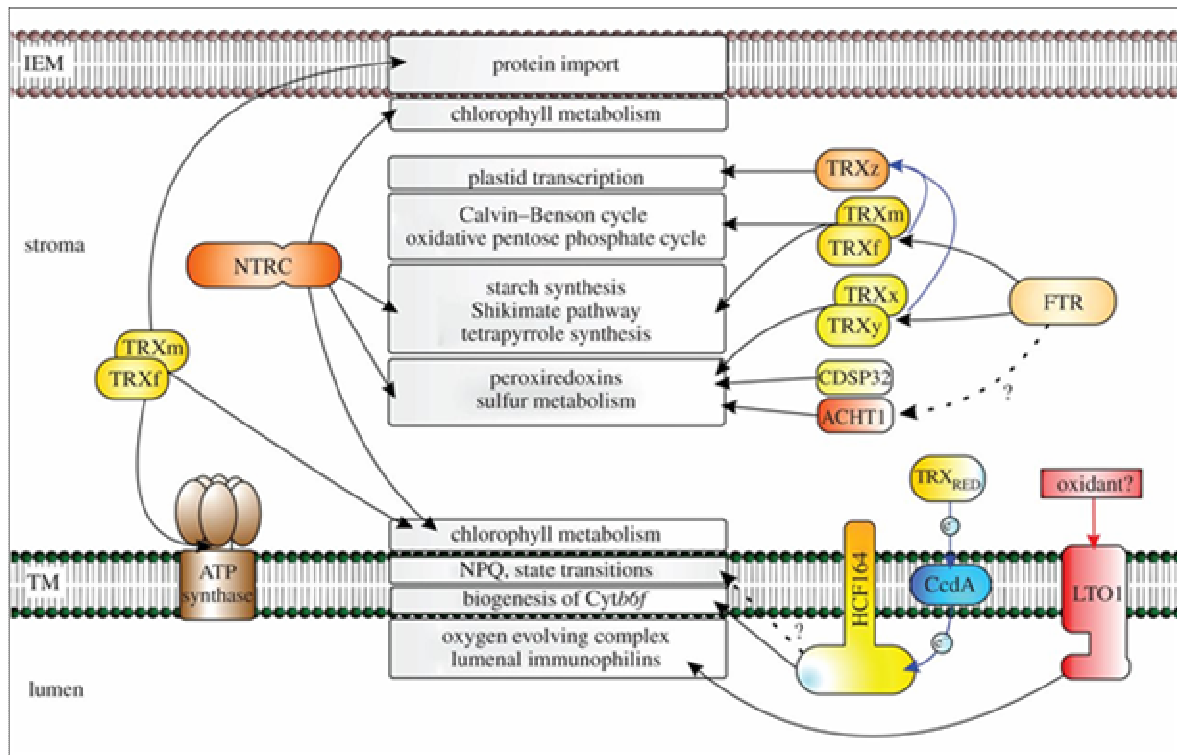 IEM
protein import
chlorophyll metabolism
plastid transcription
TRXz
Calvin–Benson cycle
oxidative pentose phosphate cycle
TRXm
TRXf
stroma
NTRC
starch synthesis
Shikimate pathway
tetrapyrrole synthesis
TRXx
TRXy
FTR
TRXm
TRXf
peroxiredoxins
sulfur metabolism
CDSP32
ACHT1
?
TRXRED
oxidant?
chlorophyll metabolism
e-
TM
ATP
synthase
NPQ, state transitions
biogenesis of Cytb6f
HCF164
CcdA
LTO1
oxygen evolving complex
lumenal immunophilins
?
e-
lumen